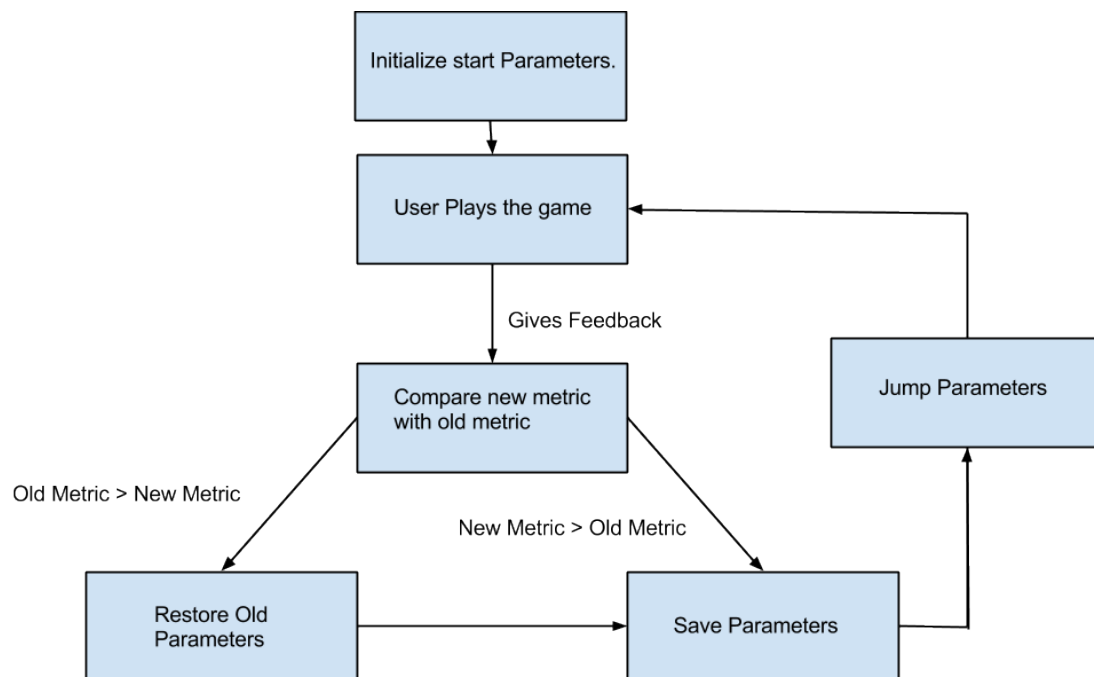 Initialize start Parameters.
User Plays the game
Gives Feedback
Jump Parameters
Compare new metric
with old metric
Old Metric > New Metric
New Metric > Old Metric
Restore Old
Parameters
Save Parameters